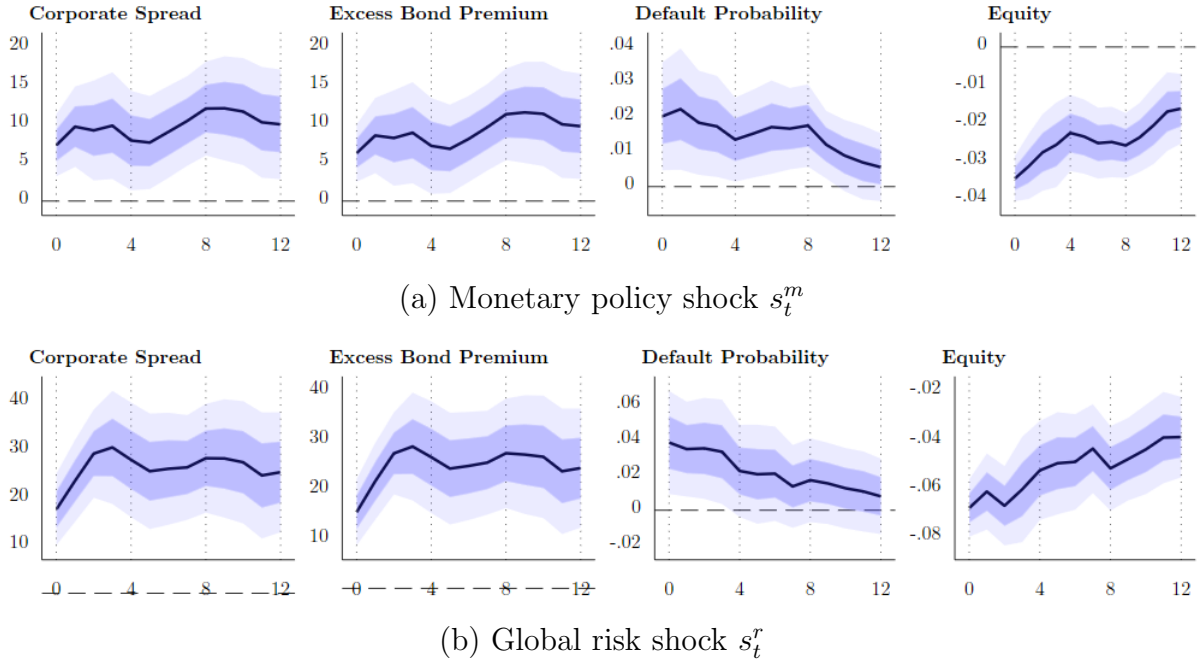 Corporate Spread Excess Bond Premium Default Probability Equity
20 20 .04 0
15 15 .03 -.01
10 10 .02 -.02
5 5 .01 -.03
0 0 0 -.04
0 4 8 12 0 4 8 12 0 4 8 12 0 4 8 12
(a) Monetary policy shock s_t^m
Corporate Spread Excess Bond Premium Default Probability Equity
40 40 .06 -.02
30 30 .04 -.04
20 20 .02 -.06
10 10 0 -.08
-.02
0 4 8 12 0 4 8 12 0 4 8 12 0 4 8 12
(b) Global risk shock s_t^r